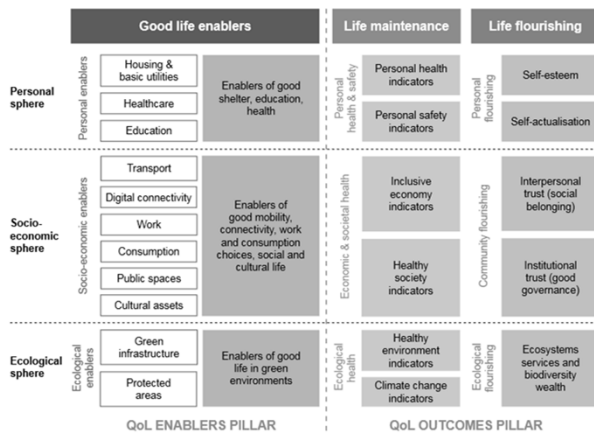 Good life enablers
Life maintenance
Life flourishing
Personal
sphere
Personal enablers
Housing &
basic utilities
Healthcare
Education
Enablers of good
shelter, education,
health
Personal
health & safety
Personal health
indicators
Personal safety
indicators
Personal
flourishing
Self-esteem
Self-actualisation
Socio-
economic
sphere
Socio-economic enablers
Transport
Digital connectivity
Work
Consumption
Public spaces
Cultural assets
Enablers of
good mobility,
connectivity, work
and consumption
choices, social and
cultural life
Economic & societal health
Inclusive
economy
indicators
Healthy
society
indicators
Community flourishing
Interpersonal
trust (social
belonging)
Institutional
trust (good
governance)
Ecological
sphere
Ecological
enablers
Green
infrastructure
Protected
areas
Enablers of good
life in green
environments
Ecological
health
Healthy
environment
indicators
Climate change
indicators
Ecological
flourishing
Ecosystems
services and
biodiversity
wealth
QoL ENABLERS PILLAR
QoL OUTCOMES PILLAR